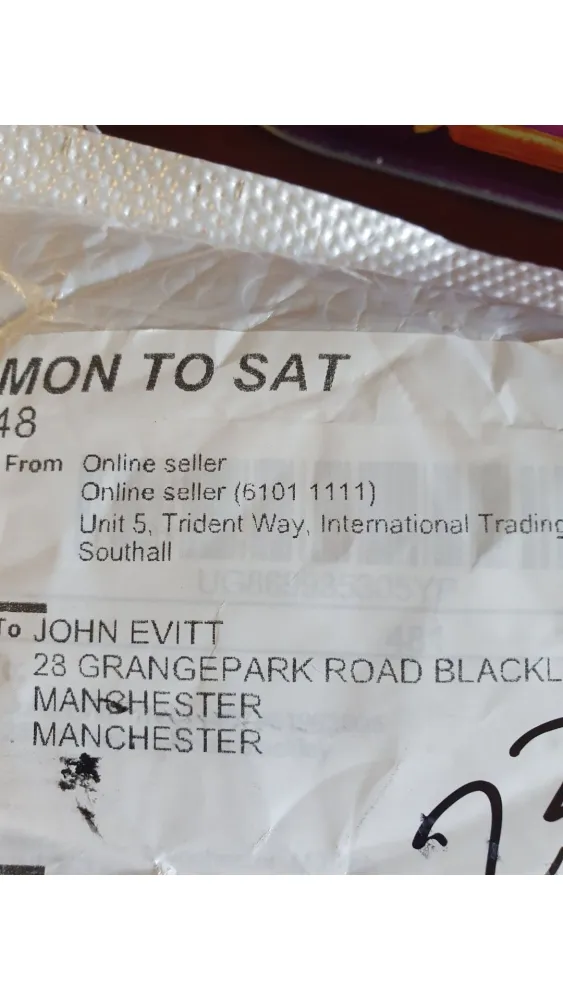 MON TO SAT
48
From Online seller
Online seller (6101 1111)
Unit 5, Trident Way, International Trading
Southall
To JOHN EVITT
28 GRANGEPARK ROAD BLACKL
MANCHESTER
MANCHESTER